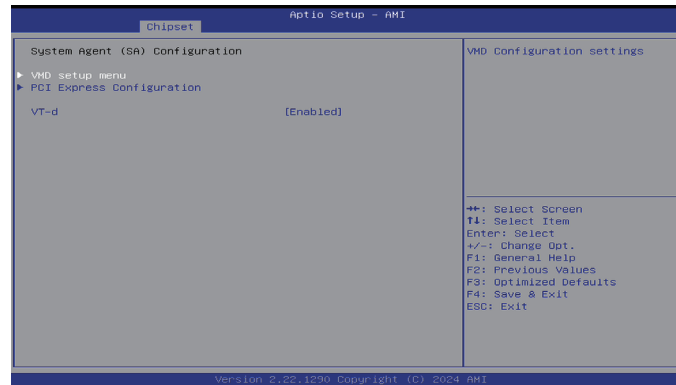 Aptio Setup - AMI
Chipset
System Agent (SA) Configuration
VMD setup menu
PCI Express Configuration
VT-d [Enabled]
VMD Configuration settings
→←: Select Screen
↑↓: Select Item
Enter: Select
+/-: Change Opt.
F1: General Help
F2: Previous Values
F3: Optimized Defaults
F4: Save & Exit
ESC: Exit
Version 2.22.1290 Copyright (C) 2024 AMI